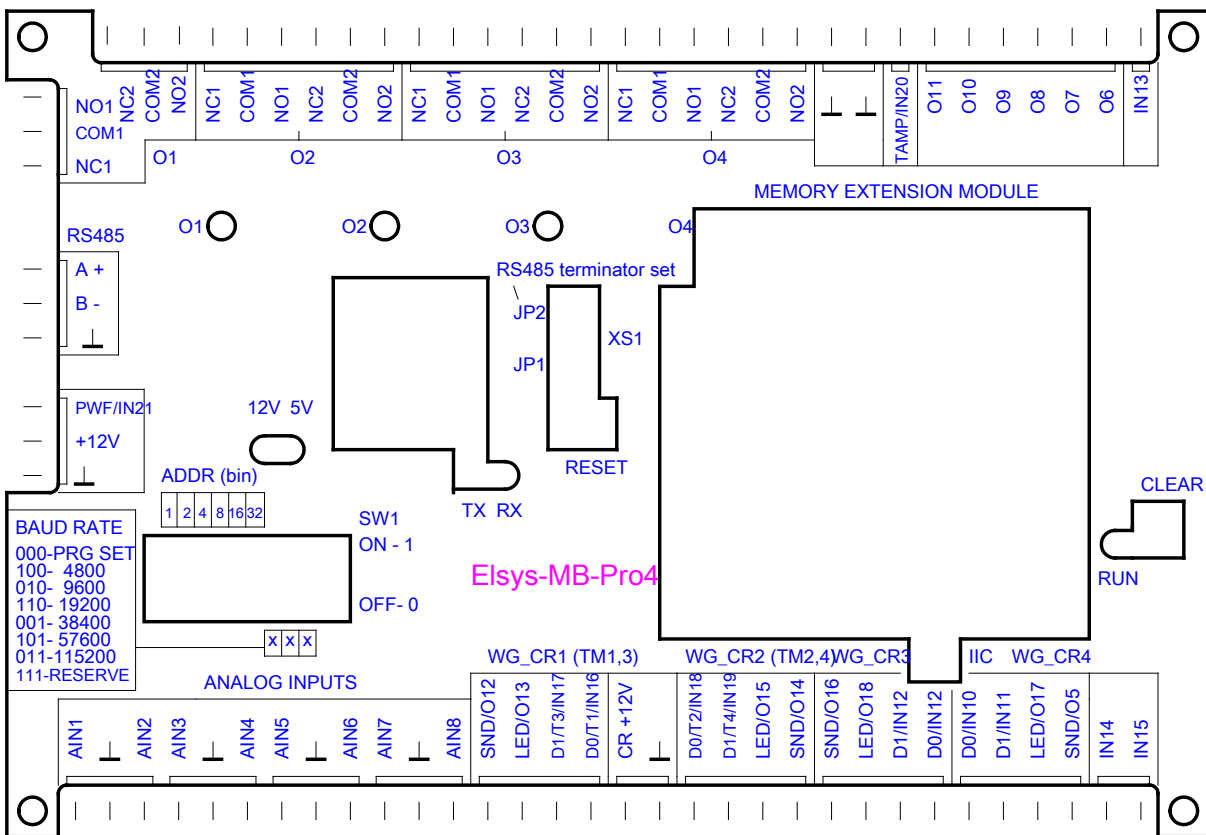 NO1
COM1
NC1
NC2 COM2 NO2
NC1 COM1 NO1 NC2 COM2 NO2
NC1 COM1 NO1 NC2 COM2 NO2
NC1 COM1 NO1 NC2 COM2 NO2
TAMP/IN20
O11 O10 O9 O8 O7 O6
IN13
O1 O2 O3 O4
MEMORY EXTENSION MODULE
O1 O2 O3 O4
RS485
A +
B -
RS485 terminator set
JP2
XS1
JP1
PWF/IN21
+12V
12V 5V
RESET
ADDR (bin)
1 2 4 8 16 32
TX RX
CLEAR
RUN
SW1
ON - 1
OFF- 0
BAUD RATE
000-PRG SET
100- 4800
010- 9600
110- 19200
001- 38400
101- 57600
011-115200
111-RESERVE
x x x
Elsys-MB-Pro4
ANALOG INPUTS
WG_CR1 (TM1,3) WG_CR2 (TM2,4) WG_CR3 IIC WG_CR4
AIN1 AIN2 AIN3 AIN4 AIN5 AIN6 AIN7 AIN8
SND/O12 LED/O13 D1/T3/IN17 D0/T1/IN16
CR +12V
D0/T2/IN18 D1/T4/IN19 LED/O15 SND/O14
SND/O16 LED/O18 D1/IN12 D0/IN12
D0/IN10 D1/IN11 LED/O17 SND/O5
IN14 IN15